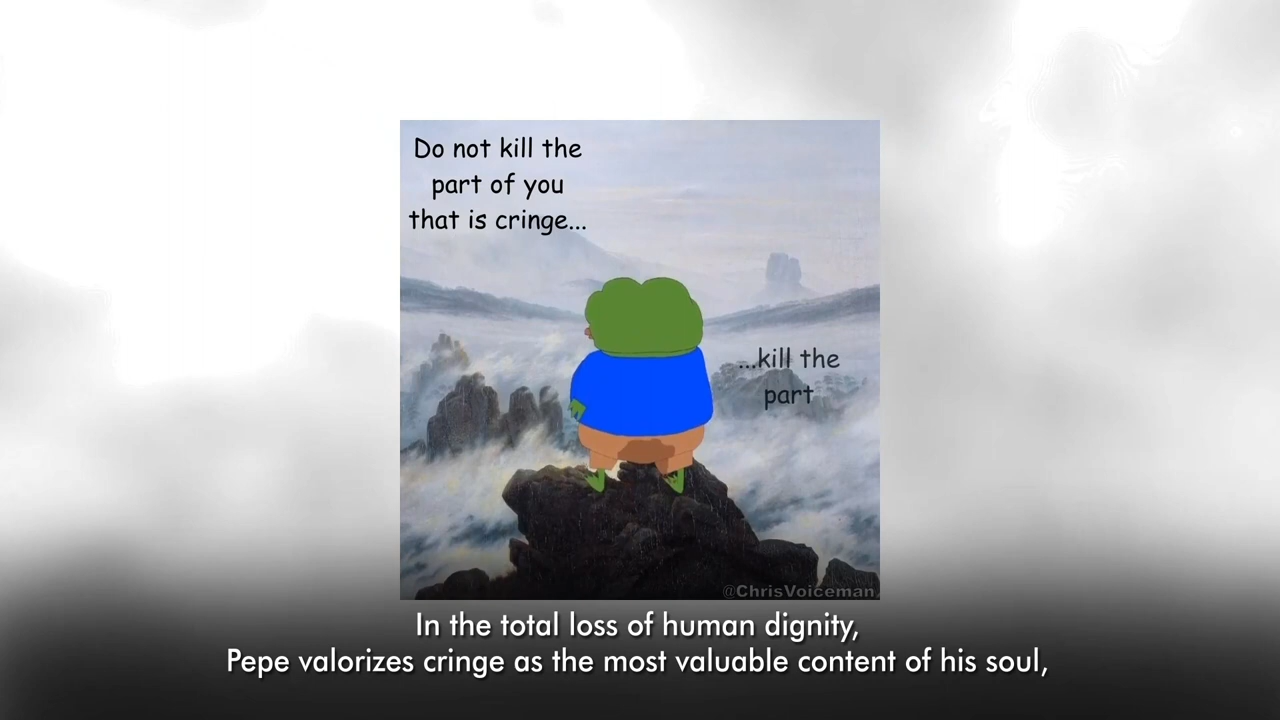 Do not kill the
part of you
that is cringe...
...kill the
part
@ChrisVoiceman
In the total loss of human dignity,
Pepe valorizes cringe as the most valuable content of his soul,